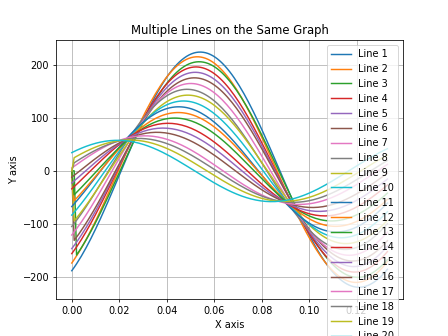 Multiple Lines on the Same Graph
Y axis
200
100
0
−100
−200
0.00
0.02
0.04
0.06
0.08
0.10
X axis
Line 1
Line 2
Line 3
Line 4
Line 5
Line 6
Line 7
Line 8
Line 9
Line 10
Line 11
Line 12
Line 13
Line 14
Line 15
Line 16
Line 17
Line 18
Line 19
Line 20